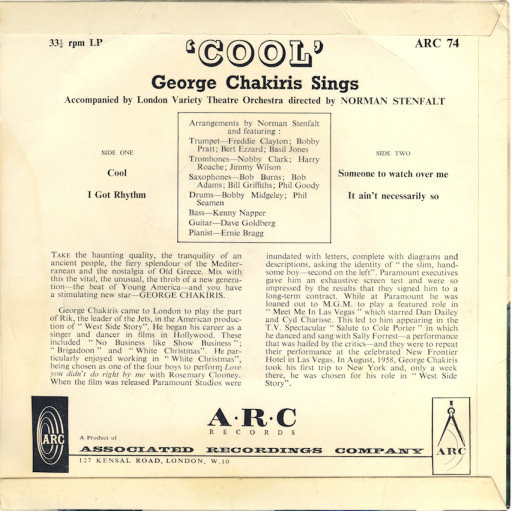 33⅓ rpm LP
'COOL'
ARC 74
George Chakiris Sings
Accompanied by London Variety Theatre Orchestra directed by NORMAN STENFALT
SIDE ONE
Cool
I Got Rhythm
Arrangements by Norman Stenfalt
and featuring :
Trumpet—Freddie Clayton; Bobby
Pratt; Bert Ezzard; Basil Jones
Trombones—Nobby Clark; Harry
Roache; Jimmy Wilson
Saxophones—Bob Burns; Bob
Adams; Bill Griffiths; Phil Goody
Drums—Bobby Midgeley; Phil
Seamen
Bass—Kenny Napper
Guitar—Dave Goldberg
Pianist—Ernie Bragg
SIDE TWO
Someone to watch over me
It ain't necessarily so
TAKE the haunting quality, the tranquility of an
ancient people, the fiery splendour of the Mediter-
ranean and the nostalgia of Old Greece. Mix with
this the vital, the unusual, the throb of a new genera-
tion—the beat of Young America—and you have
a stimulating new star—GEORGE CHAKIRIS.
George Chakiris came to London to play the part
of Rik, the leader of the Jets, in the American produc-
tion of " West Side Story". He began his career as a
singer and dancer in films in Hollywood. These
included " No Business like Show Business";
" Brigadoon " and " White Christmas". He par-
ticularly enjoyed working in " White Christmas",
being chosen as one of the four boys to perform Love
you didn't do right by me with Rosemary Clooney.
When the film was released Paramount Studios were
inundated with letters, complete with diagrams and
descriptions, asking the identity of " the slim, hand-
some boy—second on the left". Paramount executives
gave him an exhaustive screen test and were so
impressed by the results that they signed him to a
long-term contract. While at Paramount he was
loaned out to M.G.M. to play a featured role in
" Meet Me In Las Vegas " which starred Dan Dailey
and Cyd Charisse. This led to him appearing in the
T.V. Spectacular " Salute to Cole Porter " in which
he danced and sang with Sally Forrest—a performance
that was hailed by the critics—and they were to repeat
their performance at the celebrated New Frontier
Hotel in Las Vegas. In August, 1958, George Chakiris
took his first trip to New York and, only a week
there, he was chosen for his role in " West Side
Story".
ARC
A·R·C
RECORDS
A Product of
ASSOCIATED RECORDINGS COMPANY
127 KENSAL ROAD, LONDON, W.10
ARC